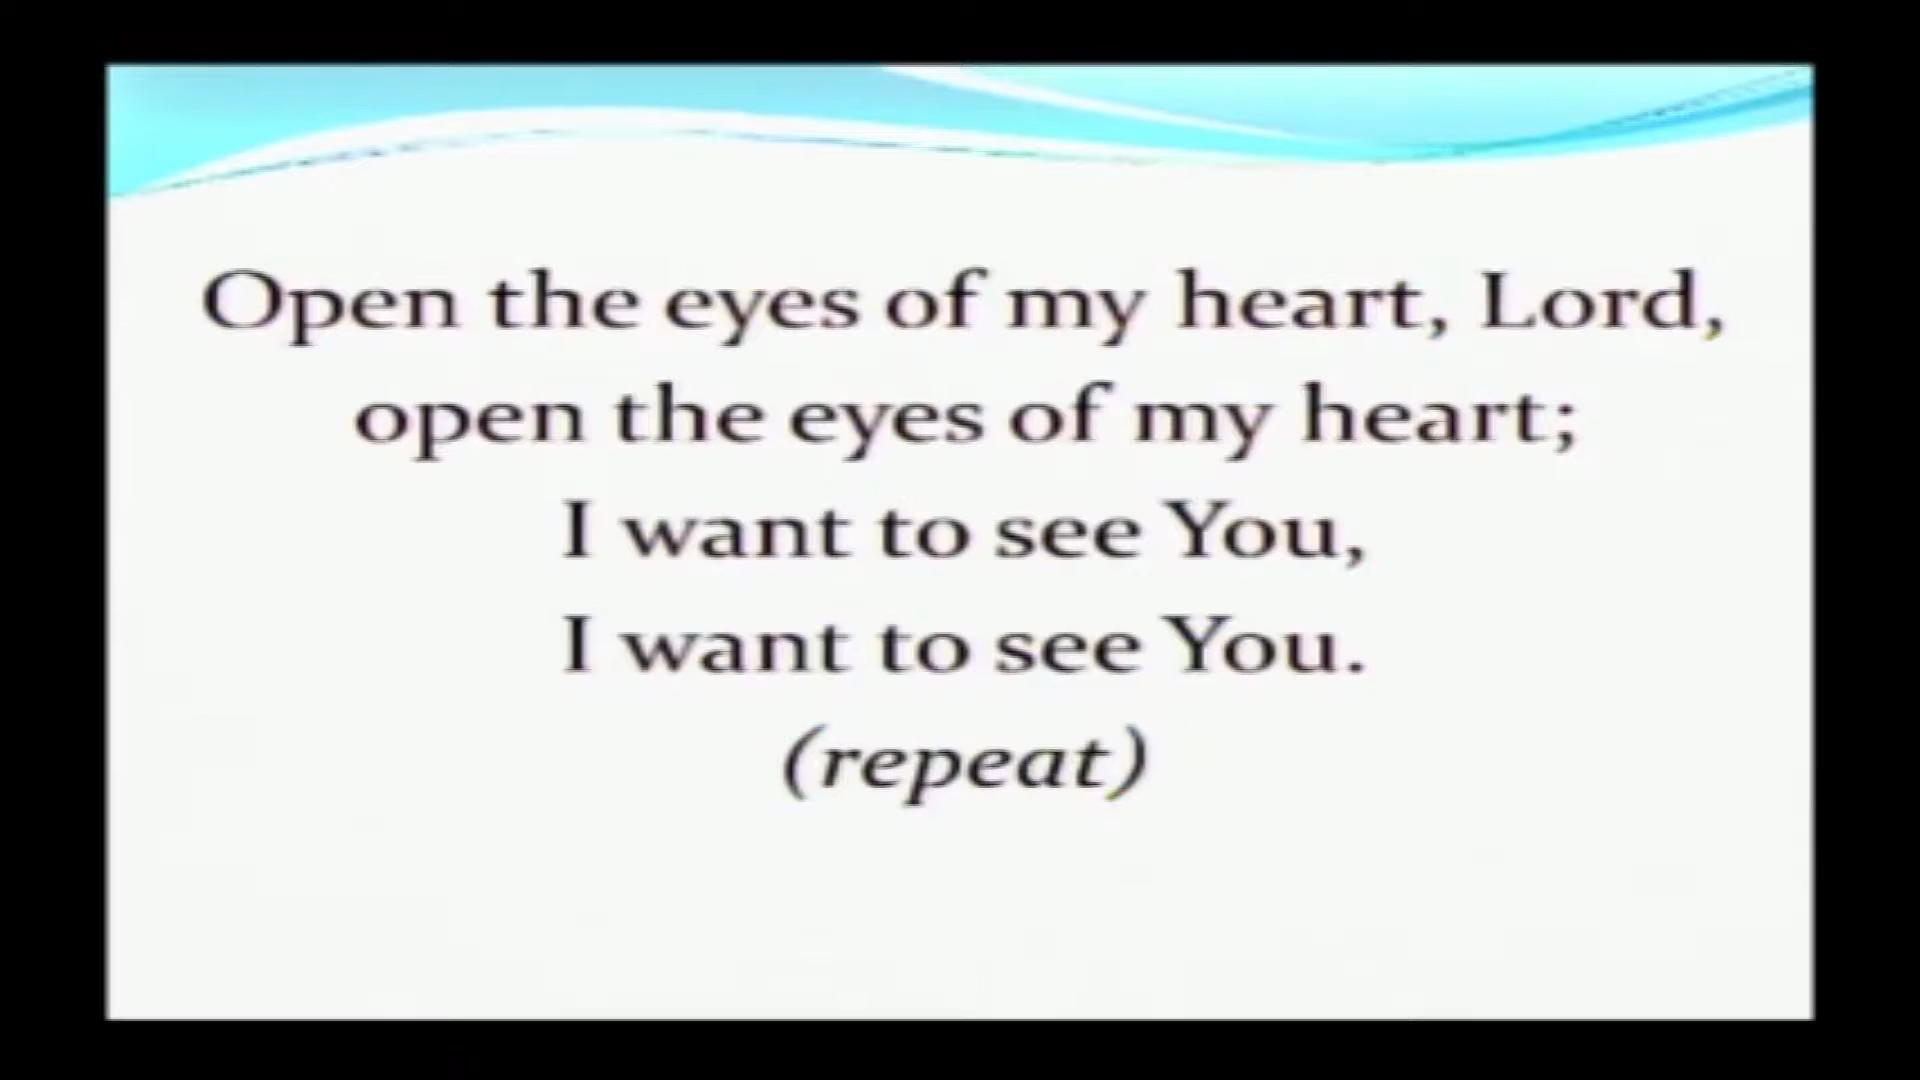 Open the eyes of my heart, Lord,
open the eyes of my heart;
I want to see You,
I want to see You.
(repeat)